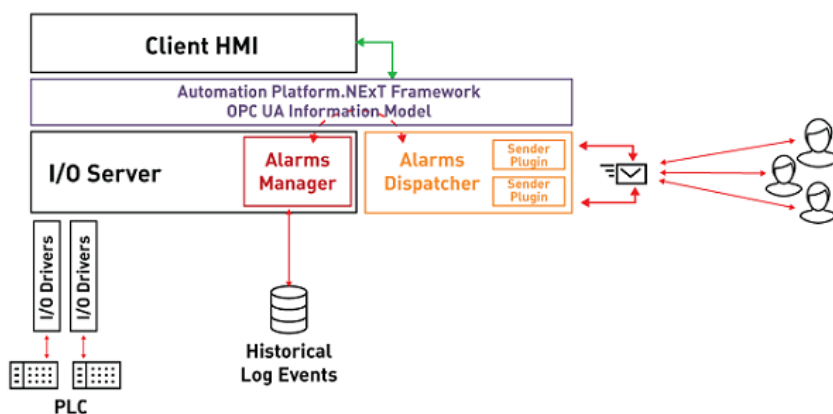 Client HMI
Automation Platform.NExT Framework
OPC UA Information Model
I/O Server
Alarms
Manager
Alarms
Dispatcher
Sender
Plugin
Sender
Plugin
I/O Drivers
I/O Drivers
Historical
Log Events
PLC